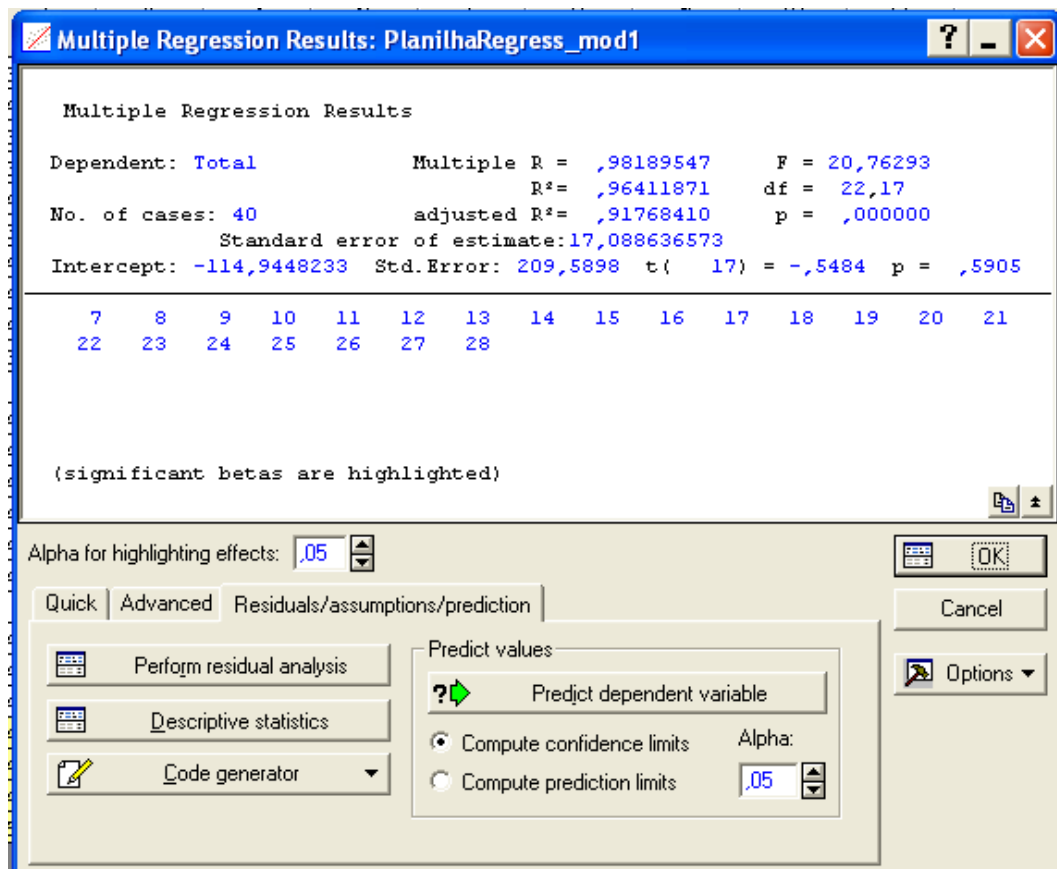 Multiple Regression Results: PlanilhaRegress_mod1
Multiple Regression Results
Dependent: Total Multiple R = ,98189547 F = 20,76293
R²= ,96411871 df = 22,17
No. of cases: 40 adjusted R²= ,91768410 p = ,000000
Standard error of estimate:17,088636573
Intercept: -114,9448233 Std.Error: 209,5898 t( 17) = -,5484 p = ,5905
7 8 9 10 11 12 13 14 15 16 17 18 19 20 21
22 23 24 25 26 27 28
(significant betas are highlighted)
Alpha for highlighting effects: ,05
OK
Quick Advanced Residuals/assumptions/prediction
Cancel
Perform residual analysis
Descriptive statistics
Code generator
Predict values
Predict dependent variable
Compute confidence limits
Compute prediction limits
Alpha:
,05
Options